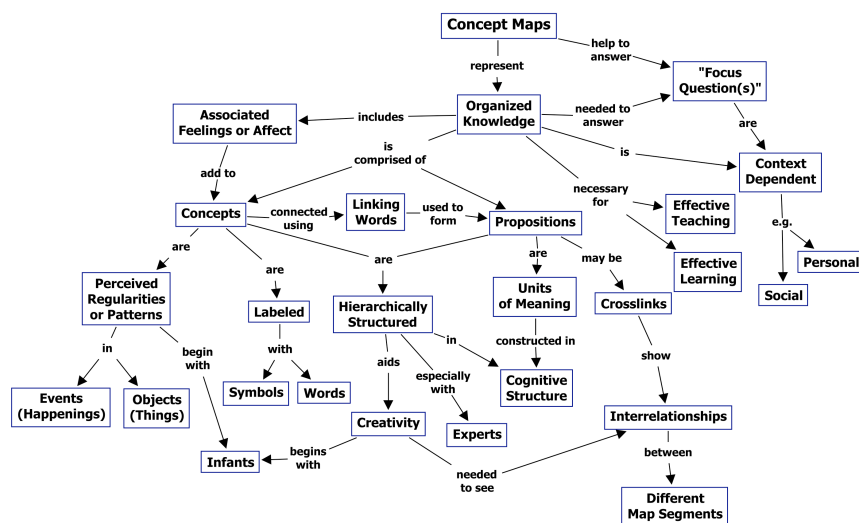 Concept Maps
help to
answer
represent
"Focus
Question(s)"
Associated
Feelings or Affect
includes
Organized
Knowledge
needed to
answer
are
is
comprised of
is
Context
Dependent
add to
necessary
for
Effective
Teaching
Concepts
connected
using
Linking
Words
used to
form
Propositions
e.g.
are
are
are
are
may be
Effective
Learning
Personal
Social
Perceived
Regularities
or Patterns
Labeled
Hierarchically
Structured
Units
of Meaning
Crosslinks
in
begin
with
with
aids
in
constructed in
especially
with
show
Events
(Happenings)
Objects
(Things)
Symbols
Words
Cognitive
Structure
Creativity
Experts
Interrelationships
Infants
begins
with
needed
to see
between
Different
Map Segments